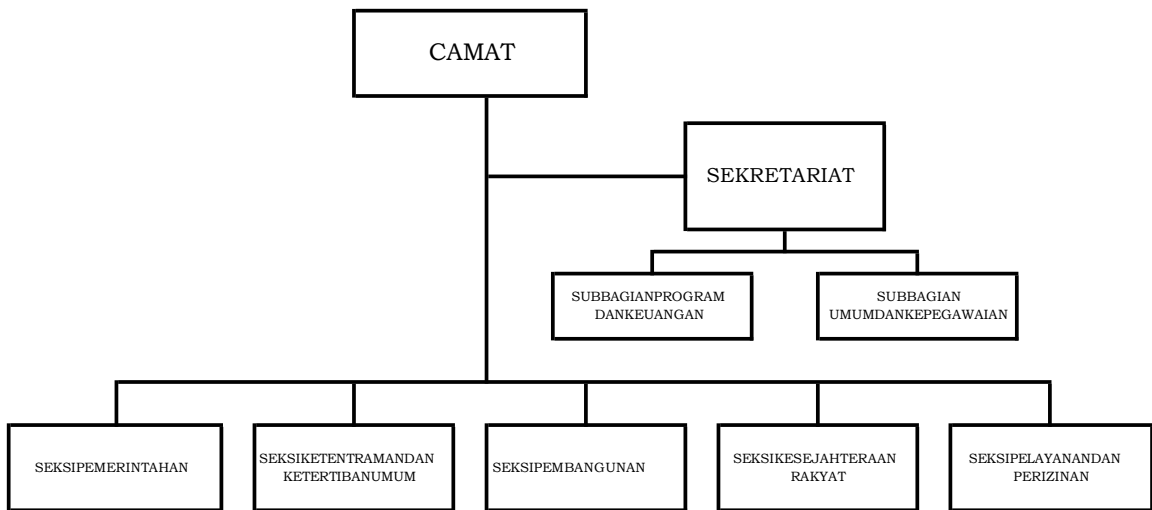 CAMAT
SEKRETARIAT
SUBBAGIANPROGRAM
DANKEUANGAN
SUBBAGIAN
UMUMDANKEPEGAWAIAN
SEKSIPEMERINTAHAN
SEKSIKETENTRAMANDAN
KETERTIBANUMUM
SEKSIPEMBANGUNAN
SEKSIKESEJAHTERAAN
RAKYAT
SEKSIPELAYANANDAN
PERIZINAN